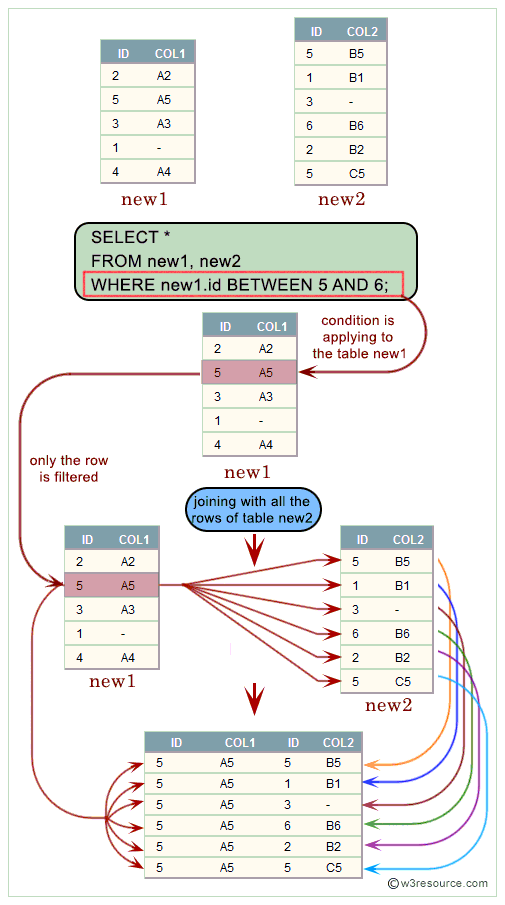 ID COL1
2 A2
5 A5
3 A3
1 -
4 A4
new1
ID COL2
5 B5
1 B1
3 -
6 B6
2 B2
5 C5
new2
SELECT *
FROM new1, new2
WHERE new1.id BETWEEN 5 AND 6;
condition is
applying to
the table new1
ID COL1
2 A2
5 A5
3 A3
1 -
4 A4
new1
only the row
is filtered
joining with all the
rows of table new2
ID COL1
2 A2
5 A5
3 A3
1 -
4 A4
new1
ID COL2
5 B5
1 B1
3 -
6 B6
2 B2
5 C5
new2
ID COL1 ID COL2
5 A5 5 B5
5 A5 1 B1
5 A5 3 -
5 A5 6 B6
5 A5 2 B2
5 A5 5 C5
©w3resource.com